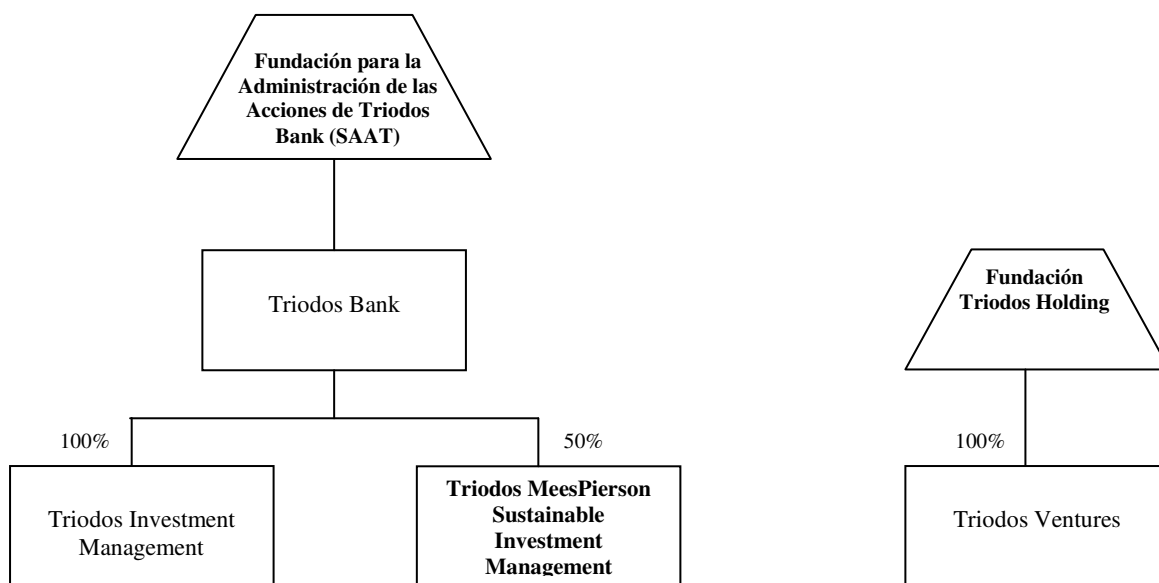 Fundación para la
Administración de las
Acciones de Triodos
Bank (SAAT)
Triodos Bank
Fundación
Triodos Holding
100%
50%
100%
Triodos Investment
Management
Triodos MeesPierson
Sustainable
Investment
Management
Triodos Ventures